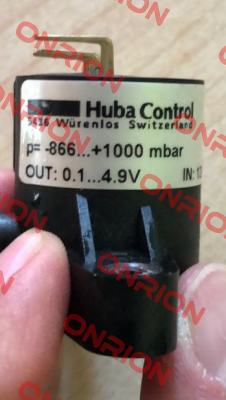 Huba Control
5436 Würenlos Switzerland
p= -866...+1000 mbar
OUT: 0.1...4.9V IN:
ONRION
ONRION
ONRION
ONRION
ONRION
ONRION